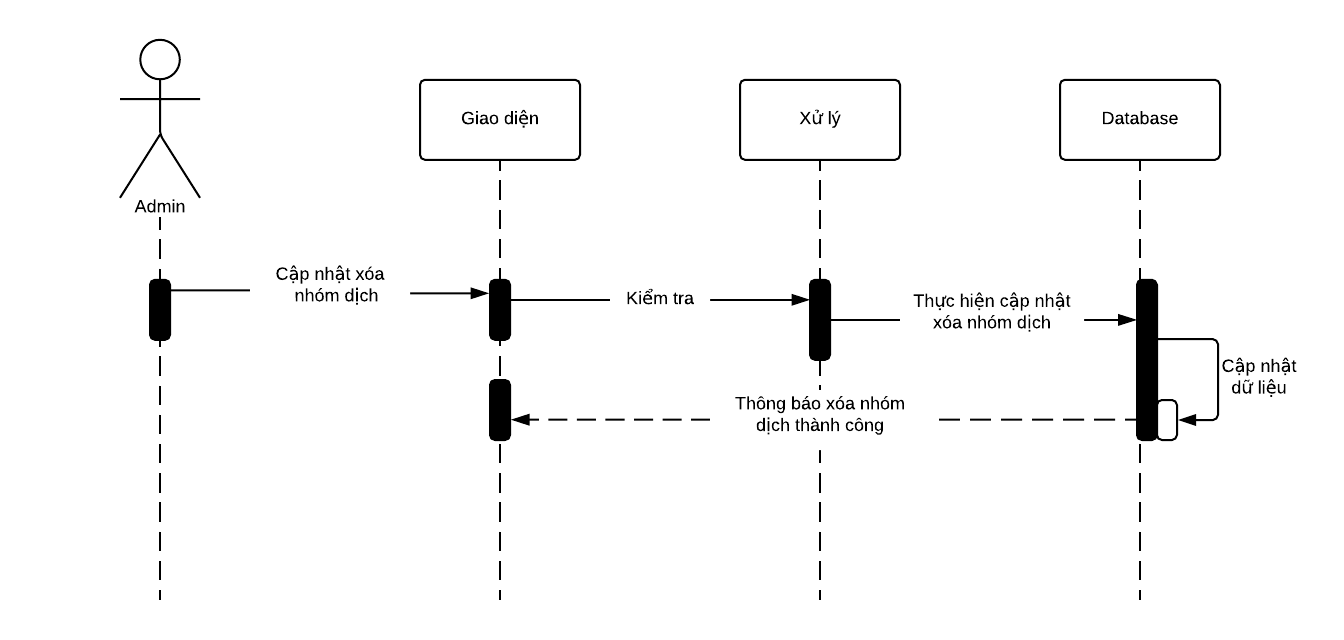 Giao diện
Xử lý
Database
Admin
Cập nhật xóa
nhóm dịch
Kiểm tra
Thực hiện cập nhật
xóa nhóm dịch
Cập nhật
dữ liệu
Thông báo xóa nhóm
dịch thành công